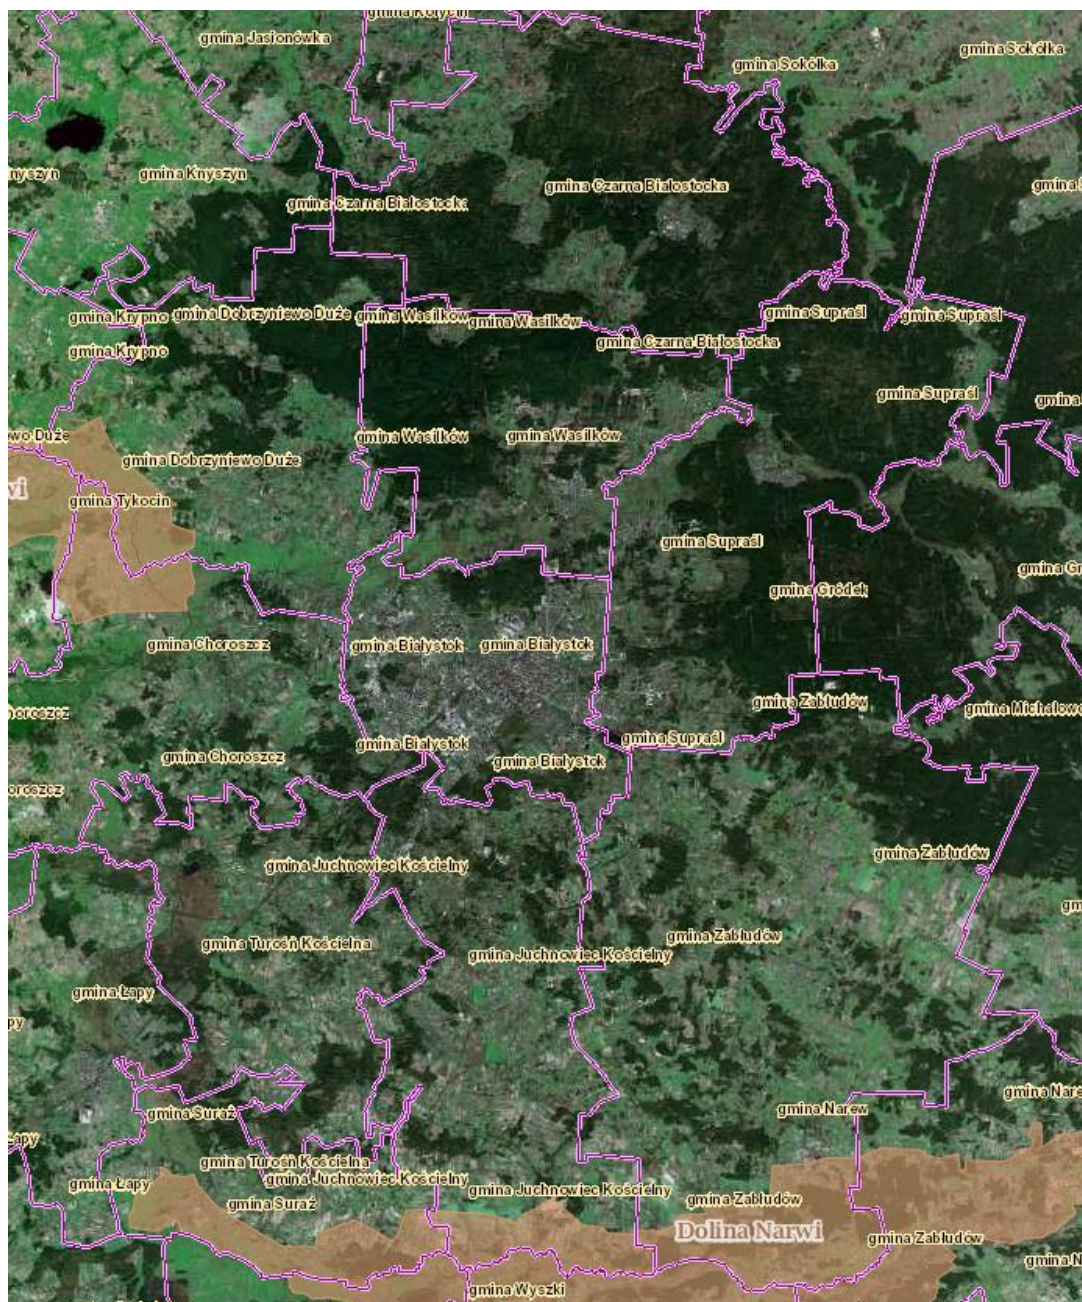 gmina Jasionówka
gmina Sokółka
gmina Sokółka
gmina Knyszyn
gmina Czarna Białostocka
gmina Czarna Białostocka
gmina Krypno
gmina Dobrzyniewo Duże
gmina Wasilków
gmina Wasilków
gmina Supraśl
gmina Supraśl
gmina Czarna Białostocka
gmina Krypno
gmina Supraśl
gmina
gmina Wasilków
gmina Wasilków
gmina Dobrzyniewo Duże
gmina Tykocin
gmina Supraśl
gmina Gródek
gmina Choroszcz
gmina Białystok
gmina Białystok
gmina Zabłudów
gmina Michałowo
gmina Białystok
gmina Supraśl
gmina Choroszcz
gmina Białystok
gmina Juchnowiec Kościelny
gmina Zabłudów
gmina Turośń Kościelna
gmina Zabłudów
gmina Juchnowiec Kościelny
gmina Łapy
gmina Suraż
gmina Narew
gmina Turośń Kościelna
gmina Łapy
gmina Juchnowiec Kościelny
gmina Juchnowiec Kościelny
gmina Suraż
gmina Zabłudów
Dolina Narwi
gmina Zabłudów
gmina Wyszki